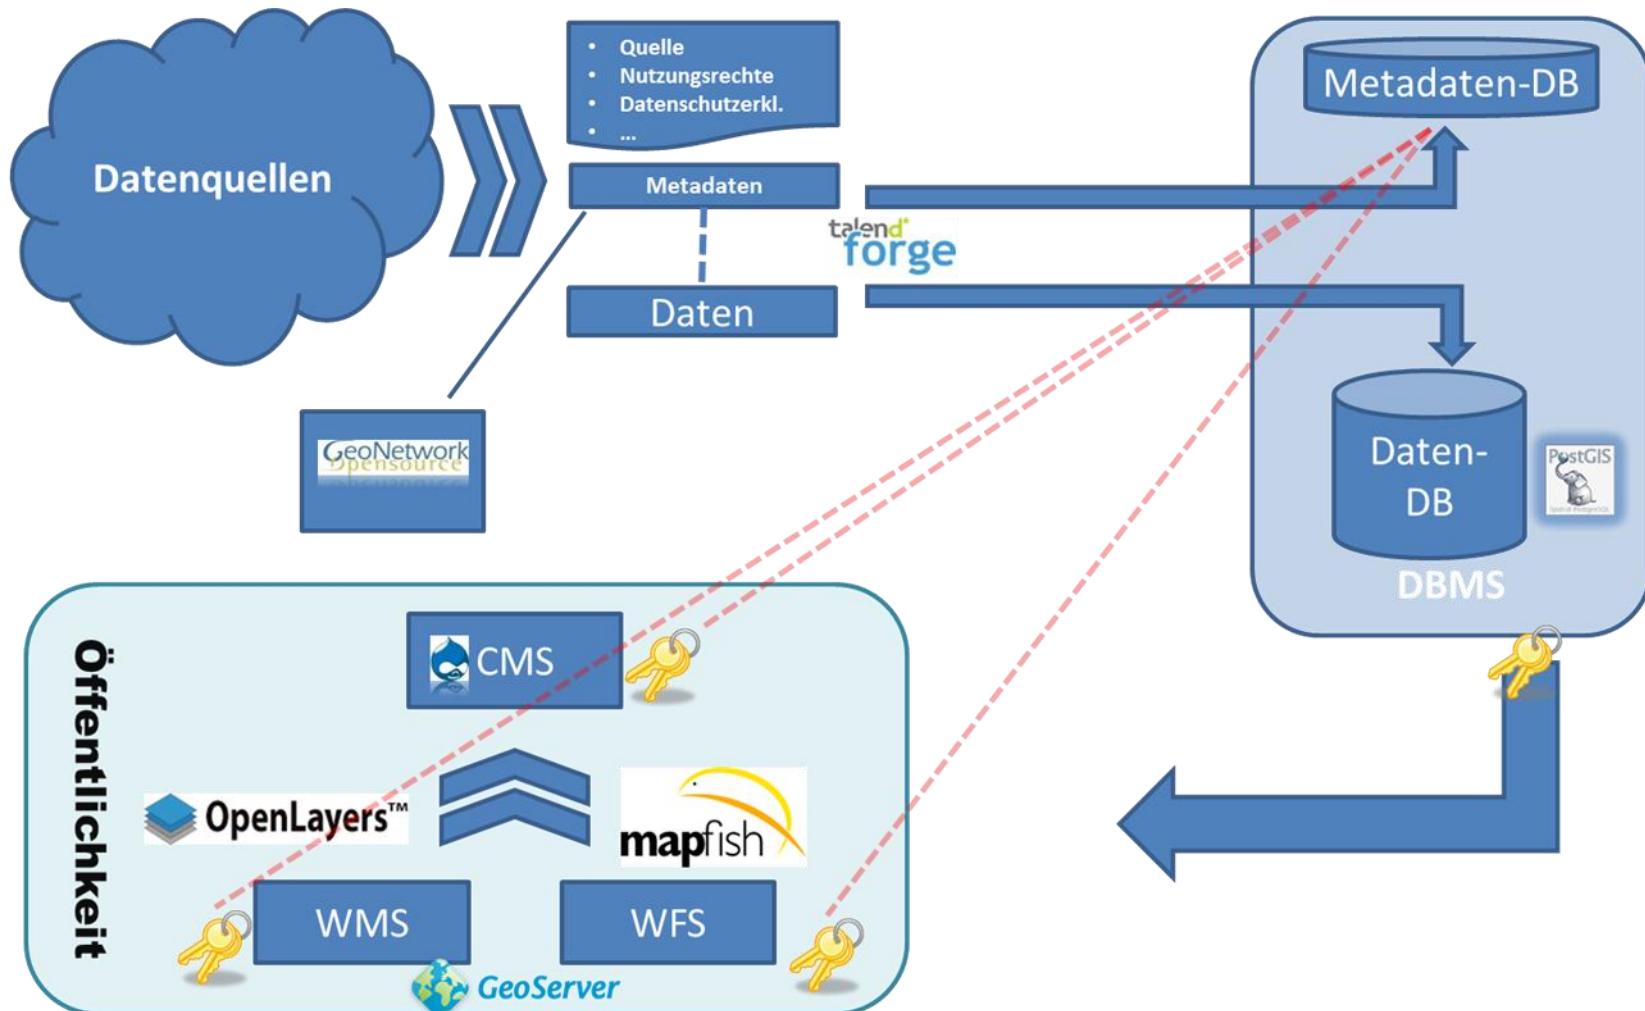 Datenquellen
• Quelle
• Nutzungsrechte
• Datenschutzerkl.
• ...
Metadaten
Daten
talend*
forge
GeoNetwork
Opensource
Metadaten-DB
Daten-
DB
PostGIS
DBMS
Öffentlichkeit
CMS
OpenLayers™
mapfish
WMS
WFS
GeoServer